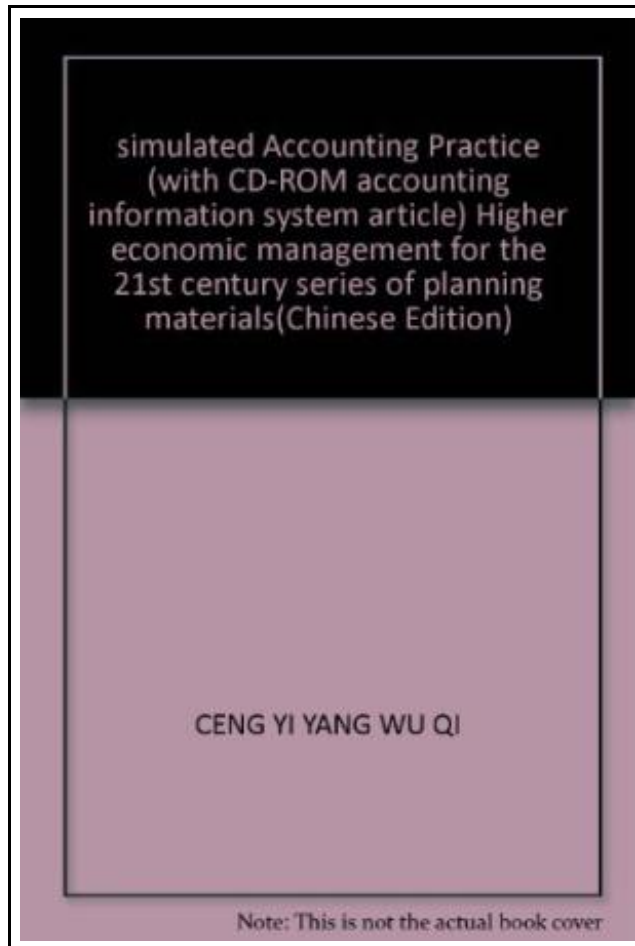 simulated Accounting Practice
(with CD-ROM accounting
information system article) Higher
economic management for the
21st century series of planning
materials(Chinese Edition)
CENG YI YANG WU QI
Note: This is not the actual book cover